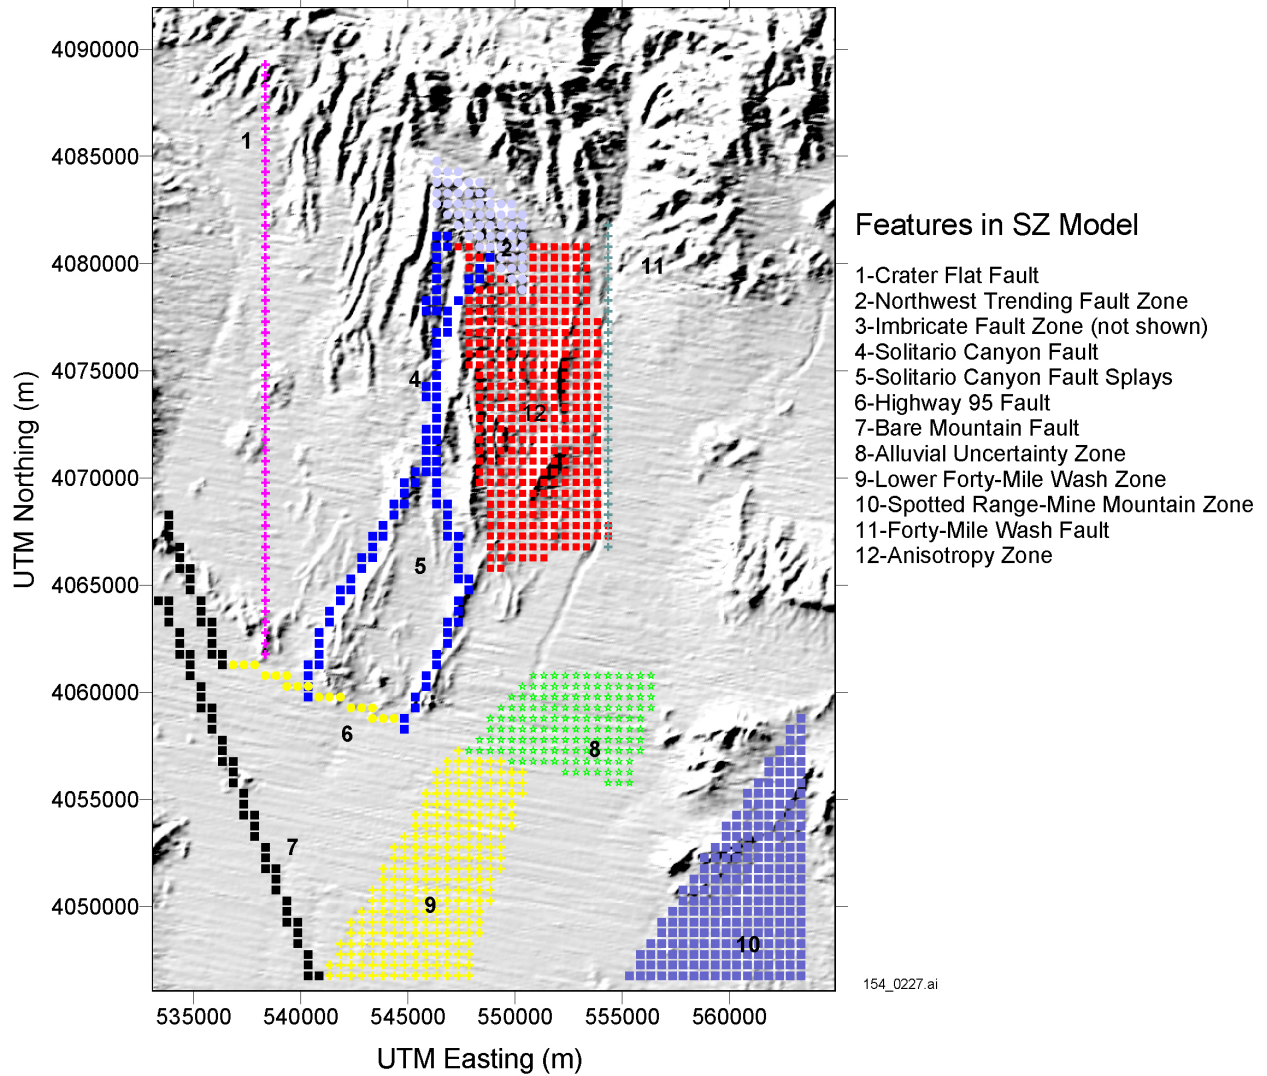 4090000
4085000
4080000
4075000
4070000
4065000
4060000
4055000
4050000
UTM Northing (m)
535000 540000 545000 550000 555000 560000
UTM Easting (m)
1
2
11
4
12
5
6
8
7
9
10
Features in SZ Model
1-Crater Flat Fault
2-Northwest Trending Fault Zone
3-Imbricate Fault Zone (not shown)
4-Solitario Canyon Fault
5-Solitario Canyon Fault Splays
6-Highway 95 Fault
7-Bare Mountain Fault
8-Alluvial Uncertainty Zone
9-Lower Forty-Mile Wash Zone
10-Spotted Range-Mine Mountain Zone
11-Forty-Mile Wash Fault
12-Anisotropy Zone
154_0227.ai